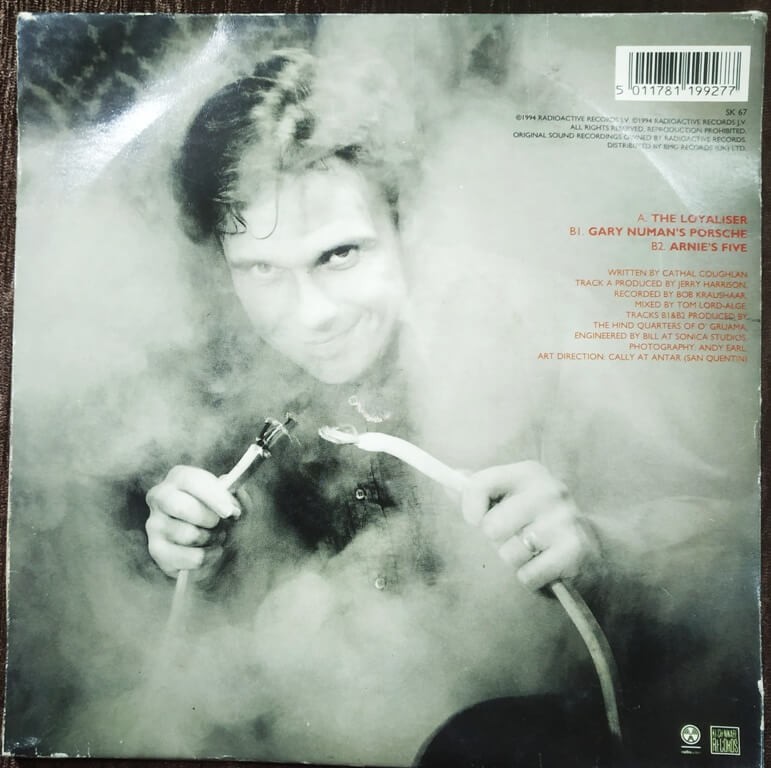 5 011781 199277
SK 67
©1994 RADIOACTIVE RECORDS J.V. ©1994 RADIOACTIVE RECORDS J.V.
ALL RIGHTS RESERVED. REPRODUCTION PROHIBITED.
ORIGINAL SOUND RECORDINGS OWNED BY RADIOACTIVE RECORDS.
DISTRIBUTED BY BMG RECORDS (UK) LTD.
A. THE LOYALISER
B1. GARY NUMAN'S PORSCHE
B2. ARNIE'S FIVE
WRITTEN BY CATHAL COUGHLAN
TRACK A PRODUCED BY JERRY HARRISON.
RECORDED BY BOB KRAUSHAAR.
MIXED BY TOM LORD-ALGE.
TRACKS B1&B2 PRODUCED BY
THE HIND QUARTERS OF O' GRUAMA.
ENGINEERED BY BILL AT SONICA STUDIOS.
PHOTOGRAPHY: ANDY EARL.
ART DIRECTION: CALLY AT ANTAR (SAN QUENTIN)
RECORDS